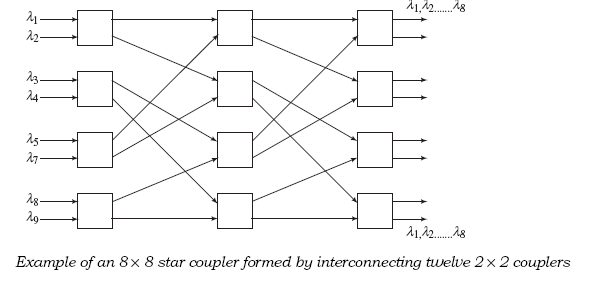 λ1,λ2.......λ8
λ1
λ2
λ3
λ4
λ5
λ7
λ8
λ9
λ1,λ2.......λ8
Example of an 8 × 8 star coupler formed by interconnecting twelve 2 × 2 couplers